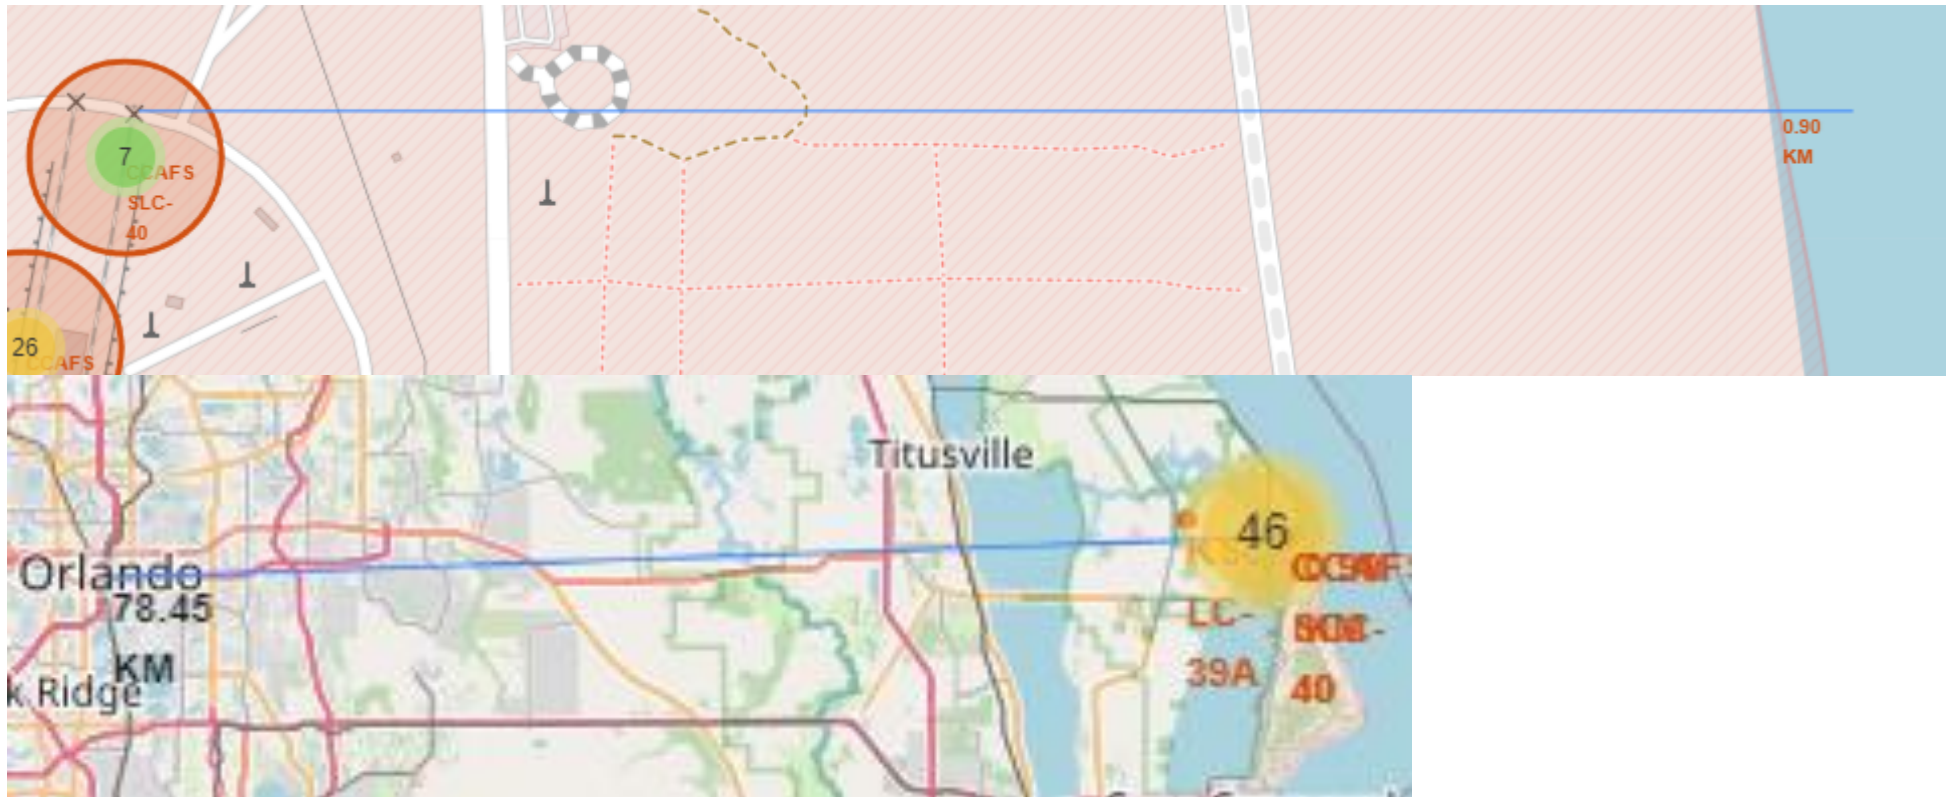 0.90
KM
7
CCAFS
SLC-
40
26
CCAFS
Titusville
46
Orlando
78.45
KM
LC-
39A
40
k Ridge